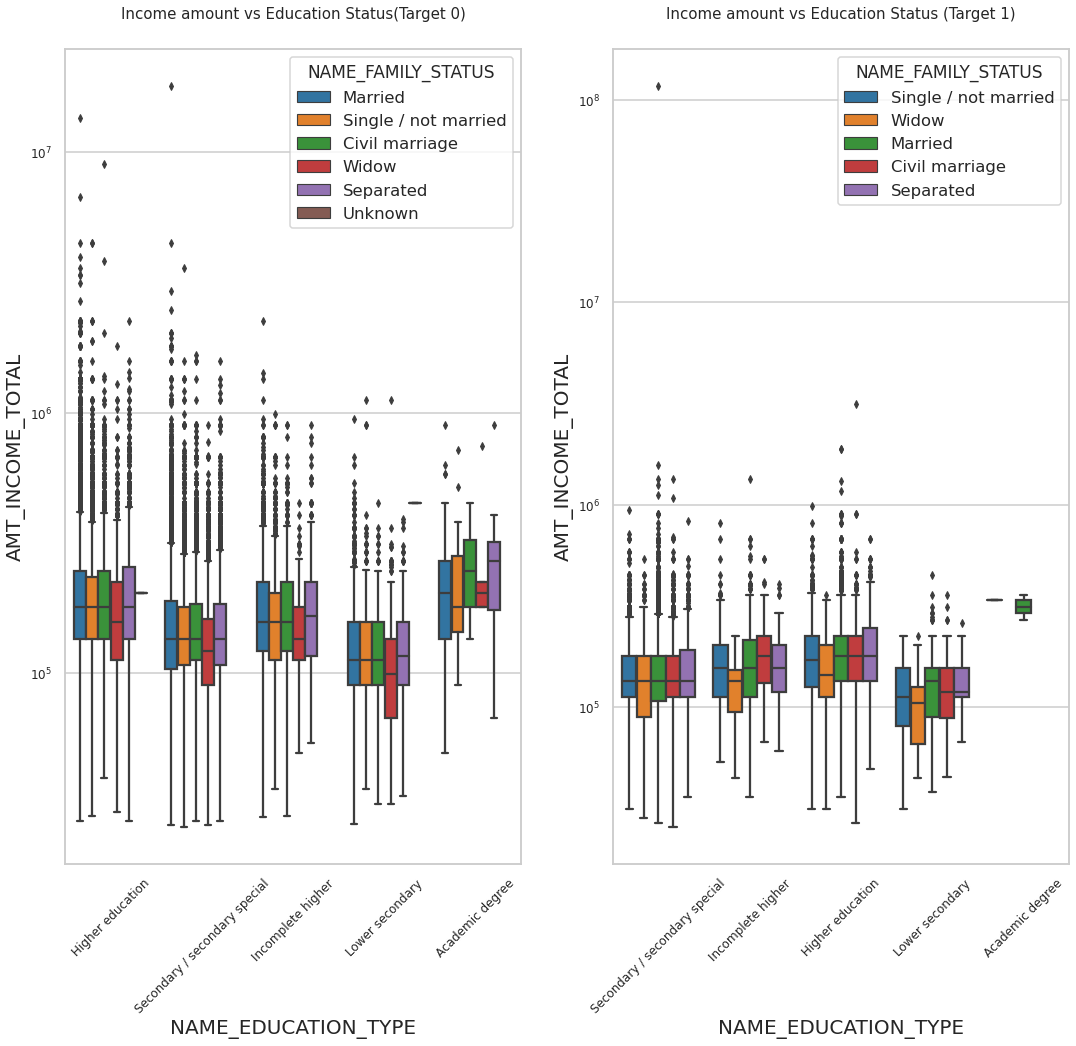 Income amount vs Education Status(Target 0)
NAME_FAMILY_STATUS
Married
Single / not married
Civil marriage
Widow
Separated
Unknown
AMT_INCOME_TOTAL
10^7
10^6
10^5
Higher education
Secondary / secondary special
Incomplete higher
Lower secondary
Academic degree
NAME_EDUCATION_TYPE
Income amount vs Education Status (Target 1)
NAME_FAMILY_STATUS
Single / not married
Widow
Married
Civil marriage
Separated
AMT_INCOME_TOTAL
10^8
10^7
10^6
10^5
Secondary / secondary special
Incomplete higher
Higher education
Lower secondary
Academic degree
NAME_EDUCATION_TYPE